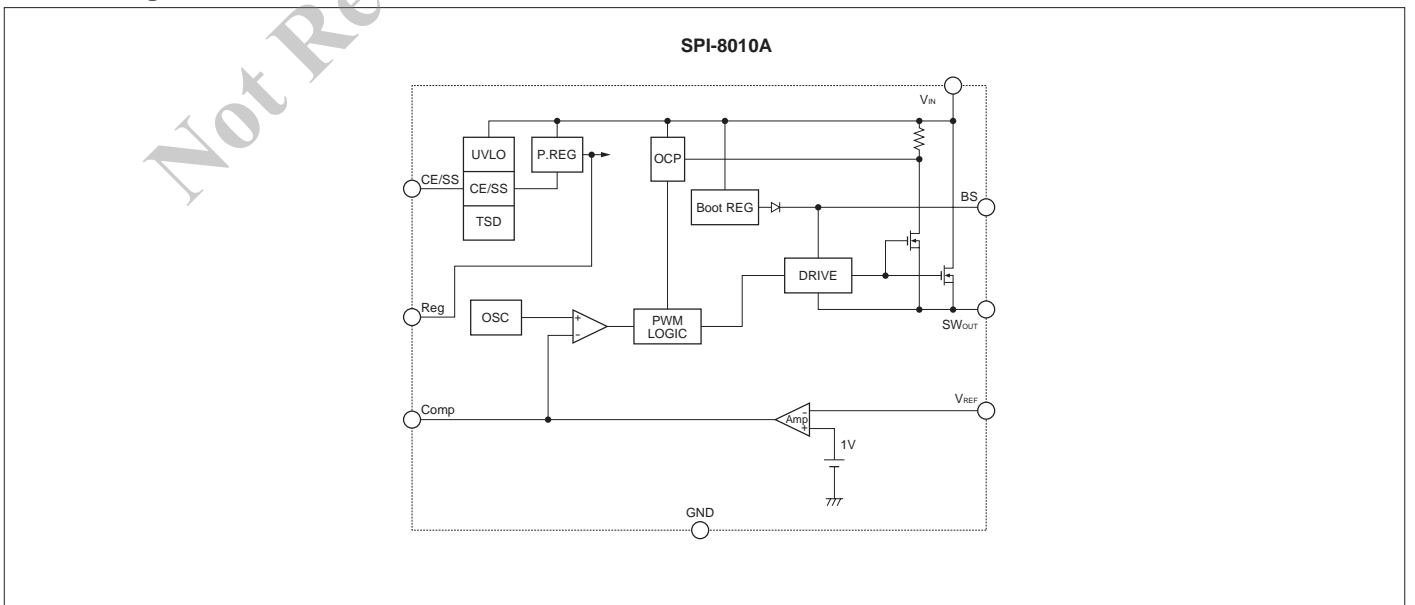 Not Re
SPI-8010A
VIN
UVLO
P.REG
OCP
CE/SS
CE/SS
TSD
Boot REG
BS
DRIVE
Reg
OSC
+
-
PWM
LOGIC
SWOUT
Comp
VREF
-
Amp
+
1V
GND